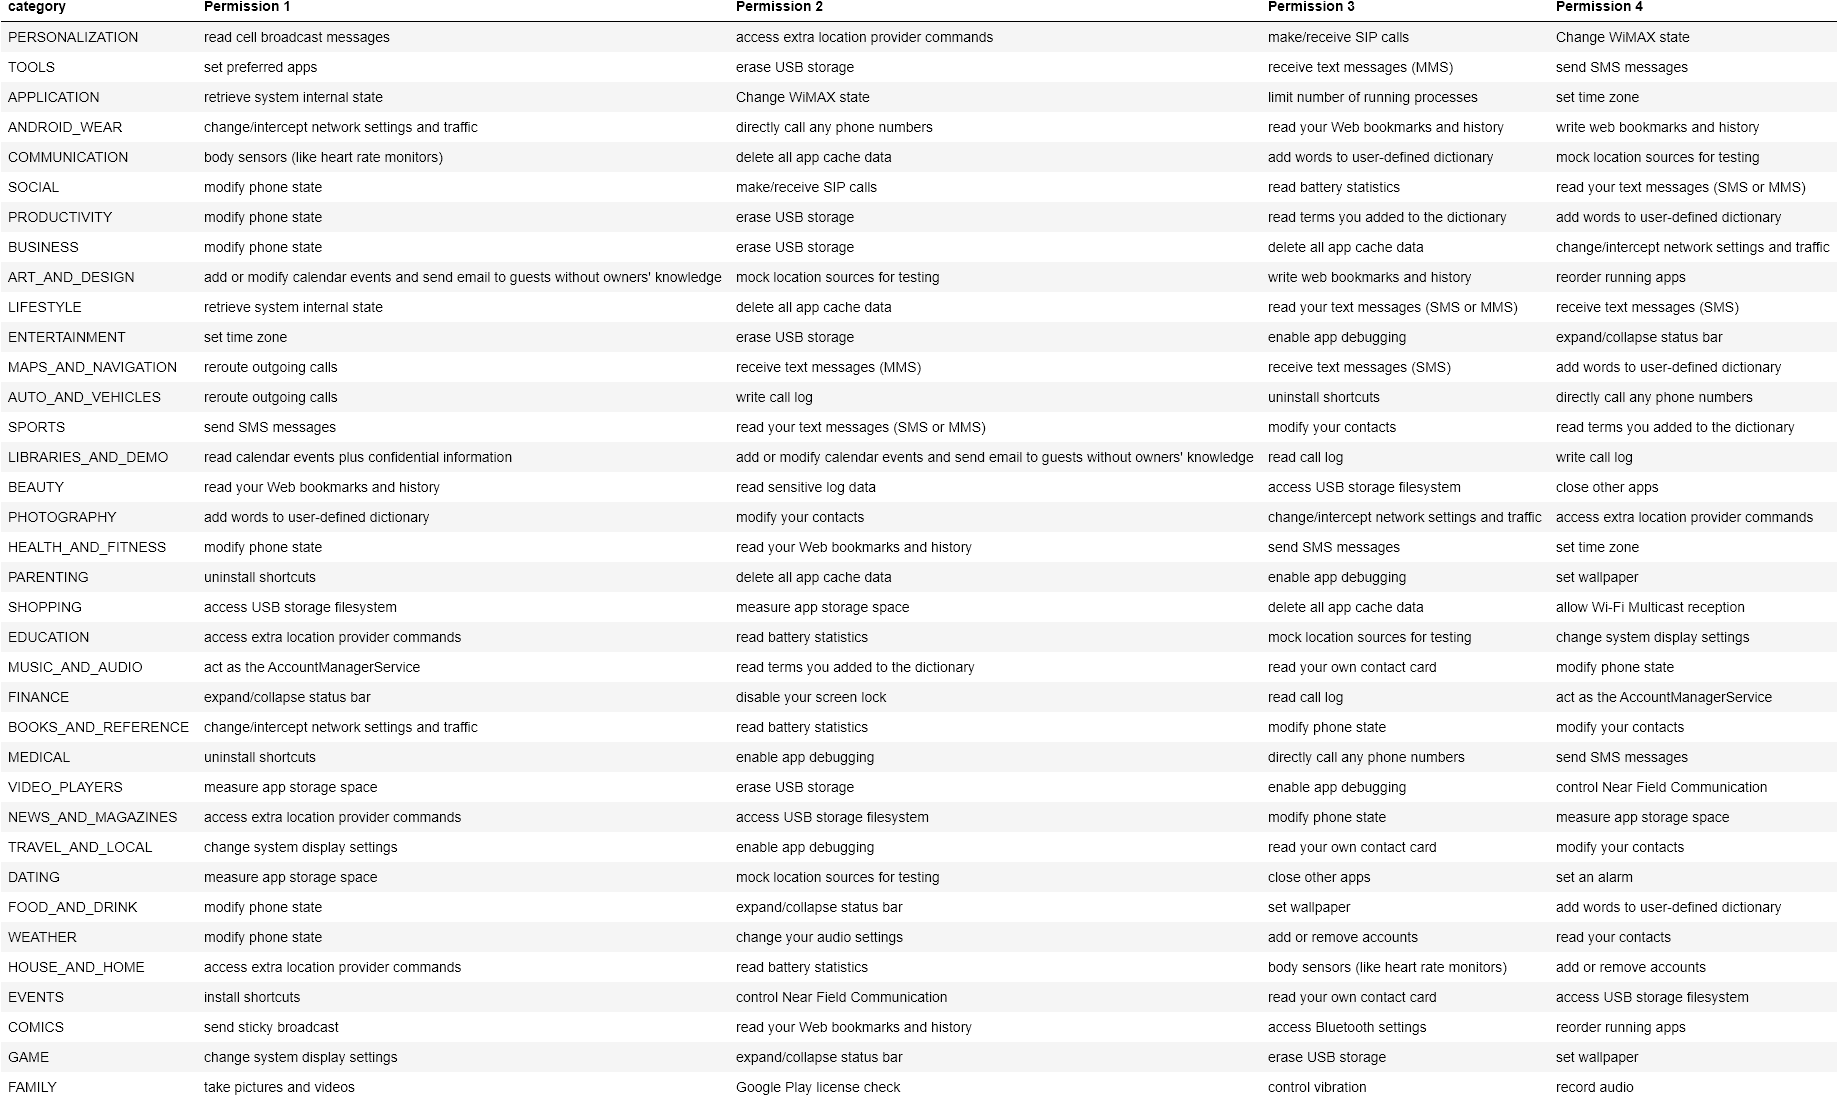 category Permission 1 Permission 2 Permission 3 Permission 4
PERSONALIZATION read cell broadcast messages access extra location provider commands make/receive SIP calls Change WiMAX state
TOOLS set preferred apps erase USB storage receive text messages (MMS) send SMS messages
APPLICATION retrieve system internal state Change WiMAX state limit number of running processes set time zone
ANDROID_WEAR change/intercept network settings and traffic directly call any phone numbers read your Web bookmarks and history write web bookmarks and history
COMMUNICATION body sensors (like heart rate monitors) delete all app cache data add words to user-defined dictionary mock location sources for testing
SOCIAL modify phone state make/receive SIP calls read battery statistics read your text messages (SMS or MMS)
PRODUCTIVITY modify phone state erase USB storage read terms you added to the dictionary add words to user-defined dictionary
BUSINESS modify phone state erase USB storage delete all app cache data change/intercept network settings and traffic
ART_AND_DESIGN add or modify calendar events and send email to guests without owners' knowledge mock location sources for testing write web bookmarks and history reorder running apps
LIFESTYLE retrieve system internal state delete all app cache data read your text messages (SMS or MMS) receive text messages (SMS)
ENTERTAINMENT set time zone erase USB storage enable app debugging expand/collapse status bar
MAPS_AND_NAVIGATION reroute outgoing calls receive text messages (MMS) receive text messages (SMS) add words to user-defined dictionary
AUTO_AND_VEHICLES reroute outgoing calls write call log uninstall shortcuts directly call any phone numbers
SPORTS send SMS messages read your text messages (SMS or MMS) modify your contacts read terms you added to the dictionary
LIBRARIES_AND_DEMO read calendar events plus confidential information add or modify calendar events and send email to guests without owners' knowledge read call log write call log
BEAUTY read your Web bookmarks and history read sensitive log data access USB storage filesystem close other apps
PHOTOGRAPHY add words to user-defined dictionary modify your contacts change/intercept network settings and traffic access extra location provider commands
HEALTH_AND_FITNESS modify phone state read your Web bookmarks and history send SMS messages set time zone
PARENTING uninstall shortcuts delete all app cache data enable app debugging set wallpaper
SHOPPING access USB storage filesystem measure app storage space delete all app cache data allow Wi-Fi Multicast reception
EDUCATION access extra location provider commands read battery statistics mock location sources for testing change system display settings
MUSIC_AND_AUDIO act as the AccountManagerService read terms you added to the dictionary read your own contact card modify phone state
FINANCE expand/collapse status bar disable your screen lock read call log act as the AccountManagerService
BOOKS_AND_REFERENCE change/intercept network settings and traffic read battery statistics modify phone state modify your contacts
MEDICAL uninstall shortcuts enable app debugging directly call any phone numbers send SMS messages
VIDEO_PLAYERS measure app storage space erase USB storage enable app debugging control Near Field Communication
NEWS_AND_MAGAZINES access extra location provider commands access USB storage filesystem modify phone state measure app storage space
TRAVEL_AND_LOCAL change system display settings enable app debugging read your own contact card modify your contacts
DATING measure app storage space mock location sources for testing close other apps set an alarm
FOOD_AND_DRINK modify phone state expand/collapse status bar set wallpaper add words to user-defined dictionary
WEATHER modify phone state change your audio settings add or remove accounts read your contacts
HOUSE_AND_HOME access extra location provider commands read battery statistics body sensors (like heart rate monitors) add or remove accounts
EVENTS install shortcuts control Near Field Communication read your own contact card access USB storage filesystem
COMICS send sticky broadcast read your Web bookmarks and history access Bluetooth settings reorder running apps
GAME change system display settings expand/collapse status bar erase USB storage set wallpaper
FAMILY take pictures and videos Google Play license check control vibration record audio